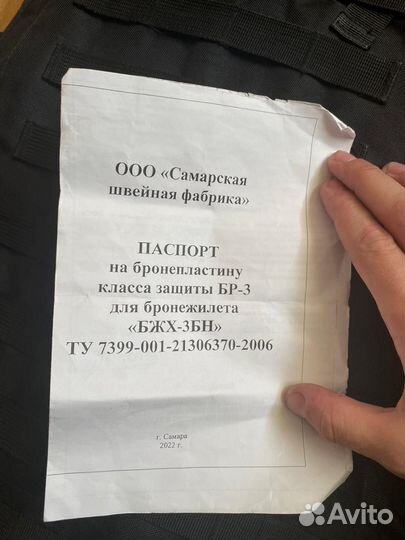 ООО «Самарская
швейная фабрика»
ПАСПОРТ
на бронепластину
класса защиты БР-3
для бронежилета
«БЖХ-3БН»
ТУ 7399-001-21306370-2006
г. Самара
2022 г.
Avito